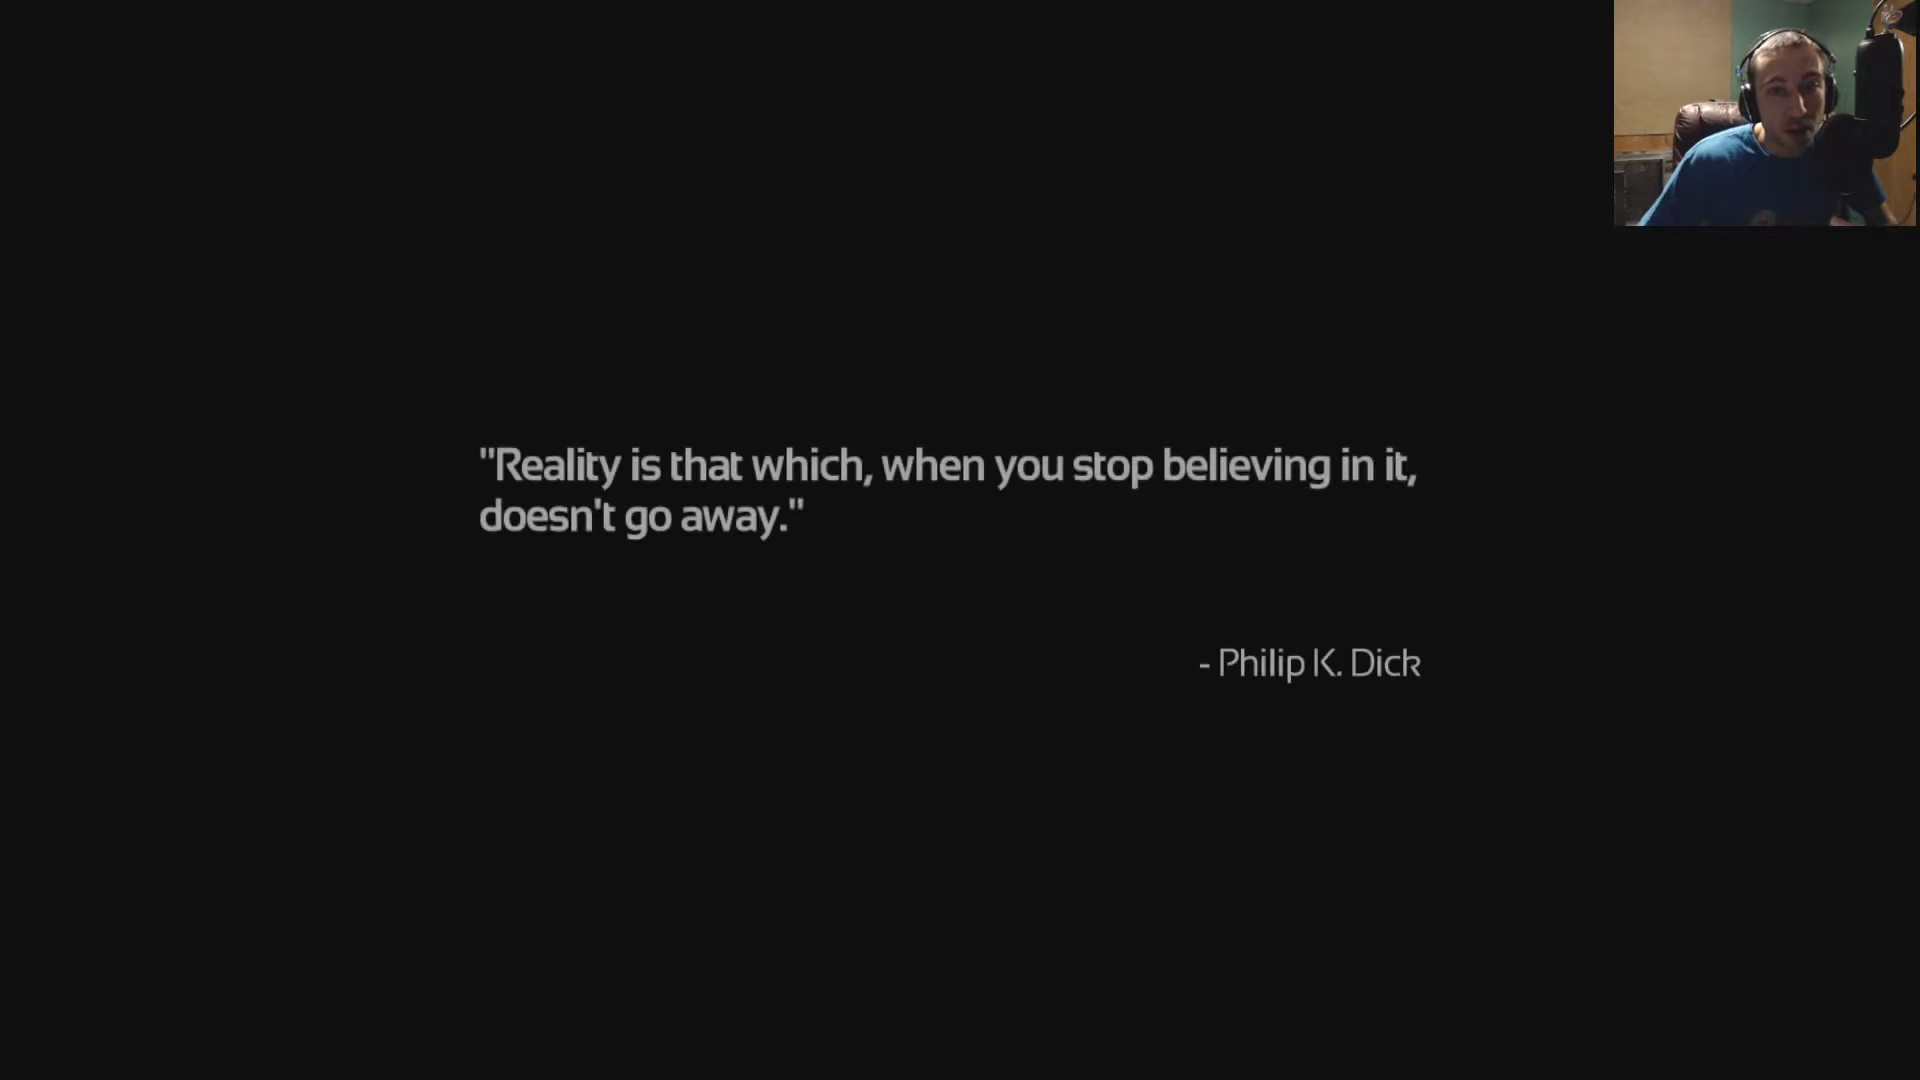 "Reality is that which, when you stop believing in it,
doesn't go away."
- Philip K. Dick